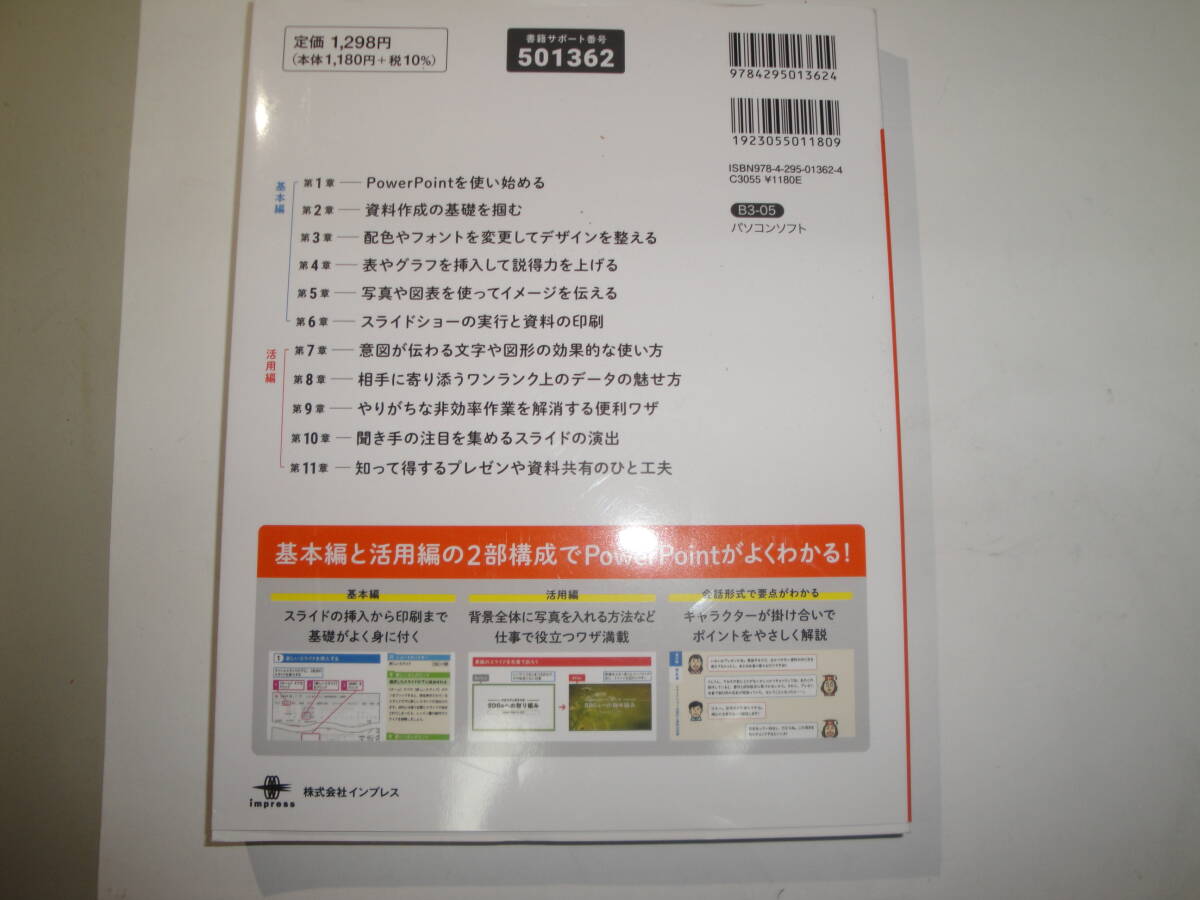 定価 1,298円
(本体1,180円+税10%)
書籍サポート番号
501362
9784295013624
1923055011809
ISBN978-4-295-01362-4
C3055 ¥1180E
B3-05
パソコンソフト
基本編
第1章 PowerPointを使い始める
第2章 資料作成の基礎を掴む
第3章 配色やフォントを変更してデザインを整える
第4章 表やグラフを挿入して説得力を上げる
第5章 写真や図表を使ってイメージを伝える
第6章 スライドショーの実行と資料の印刷
活用編
第7章 意図が伝わる文字や図形の効果的な使い方
第8章 相手に寄り添うワンランク上のデータの魅せ方
第9章 やりがちな非効率作業を解消する便利ワザ
第10章 聞き手の注目を集めるスライドの演出
第11章 知って得するプレゼンや資料共有のひと工夫
基本編と活用編の2部構成でPowerPointがよくわかる!
基本編
スライドの挿入から印刷まで
基礎がよく身に付く
活用編
背景全体に写真を入れる方法など
仕事で役立つワザ満載
会話形式で要点がわかる
キャラクターが掛け合いで
ポイントをやさしく解説
SDGsへの取り組み
SDGsへの取り組み
impress
株式会社インプレス